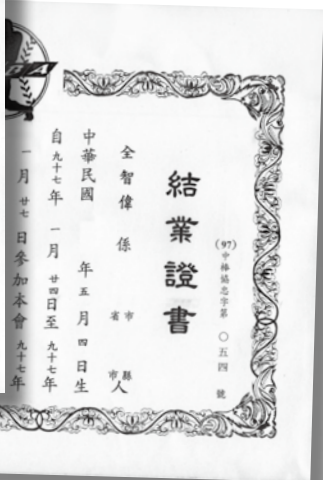 結業證書
(97)中棒協忠字第〇五四號
全智偉 係 省市 縣市人
中華民國 年五月四日生
自九十七年一月廿四日至九十七年
一月廿七日參加本會九十七年